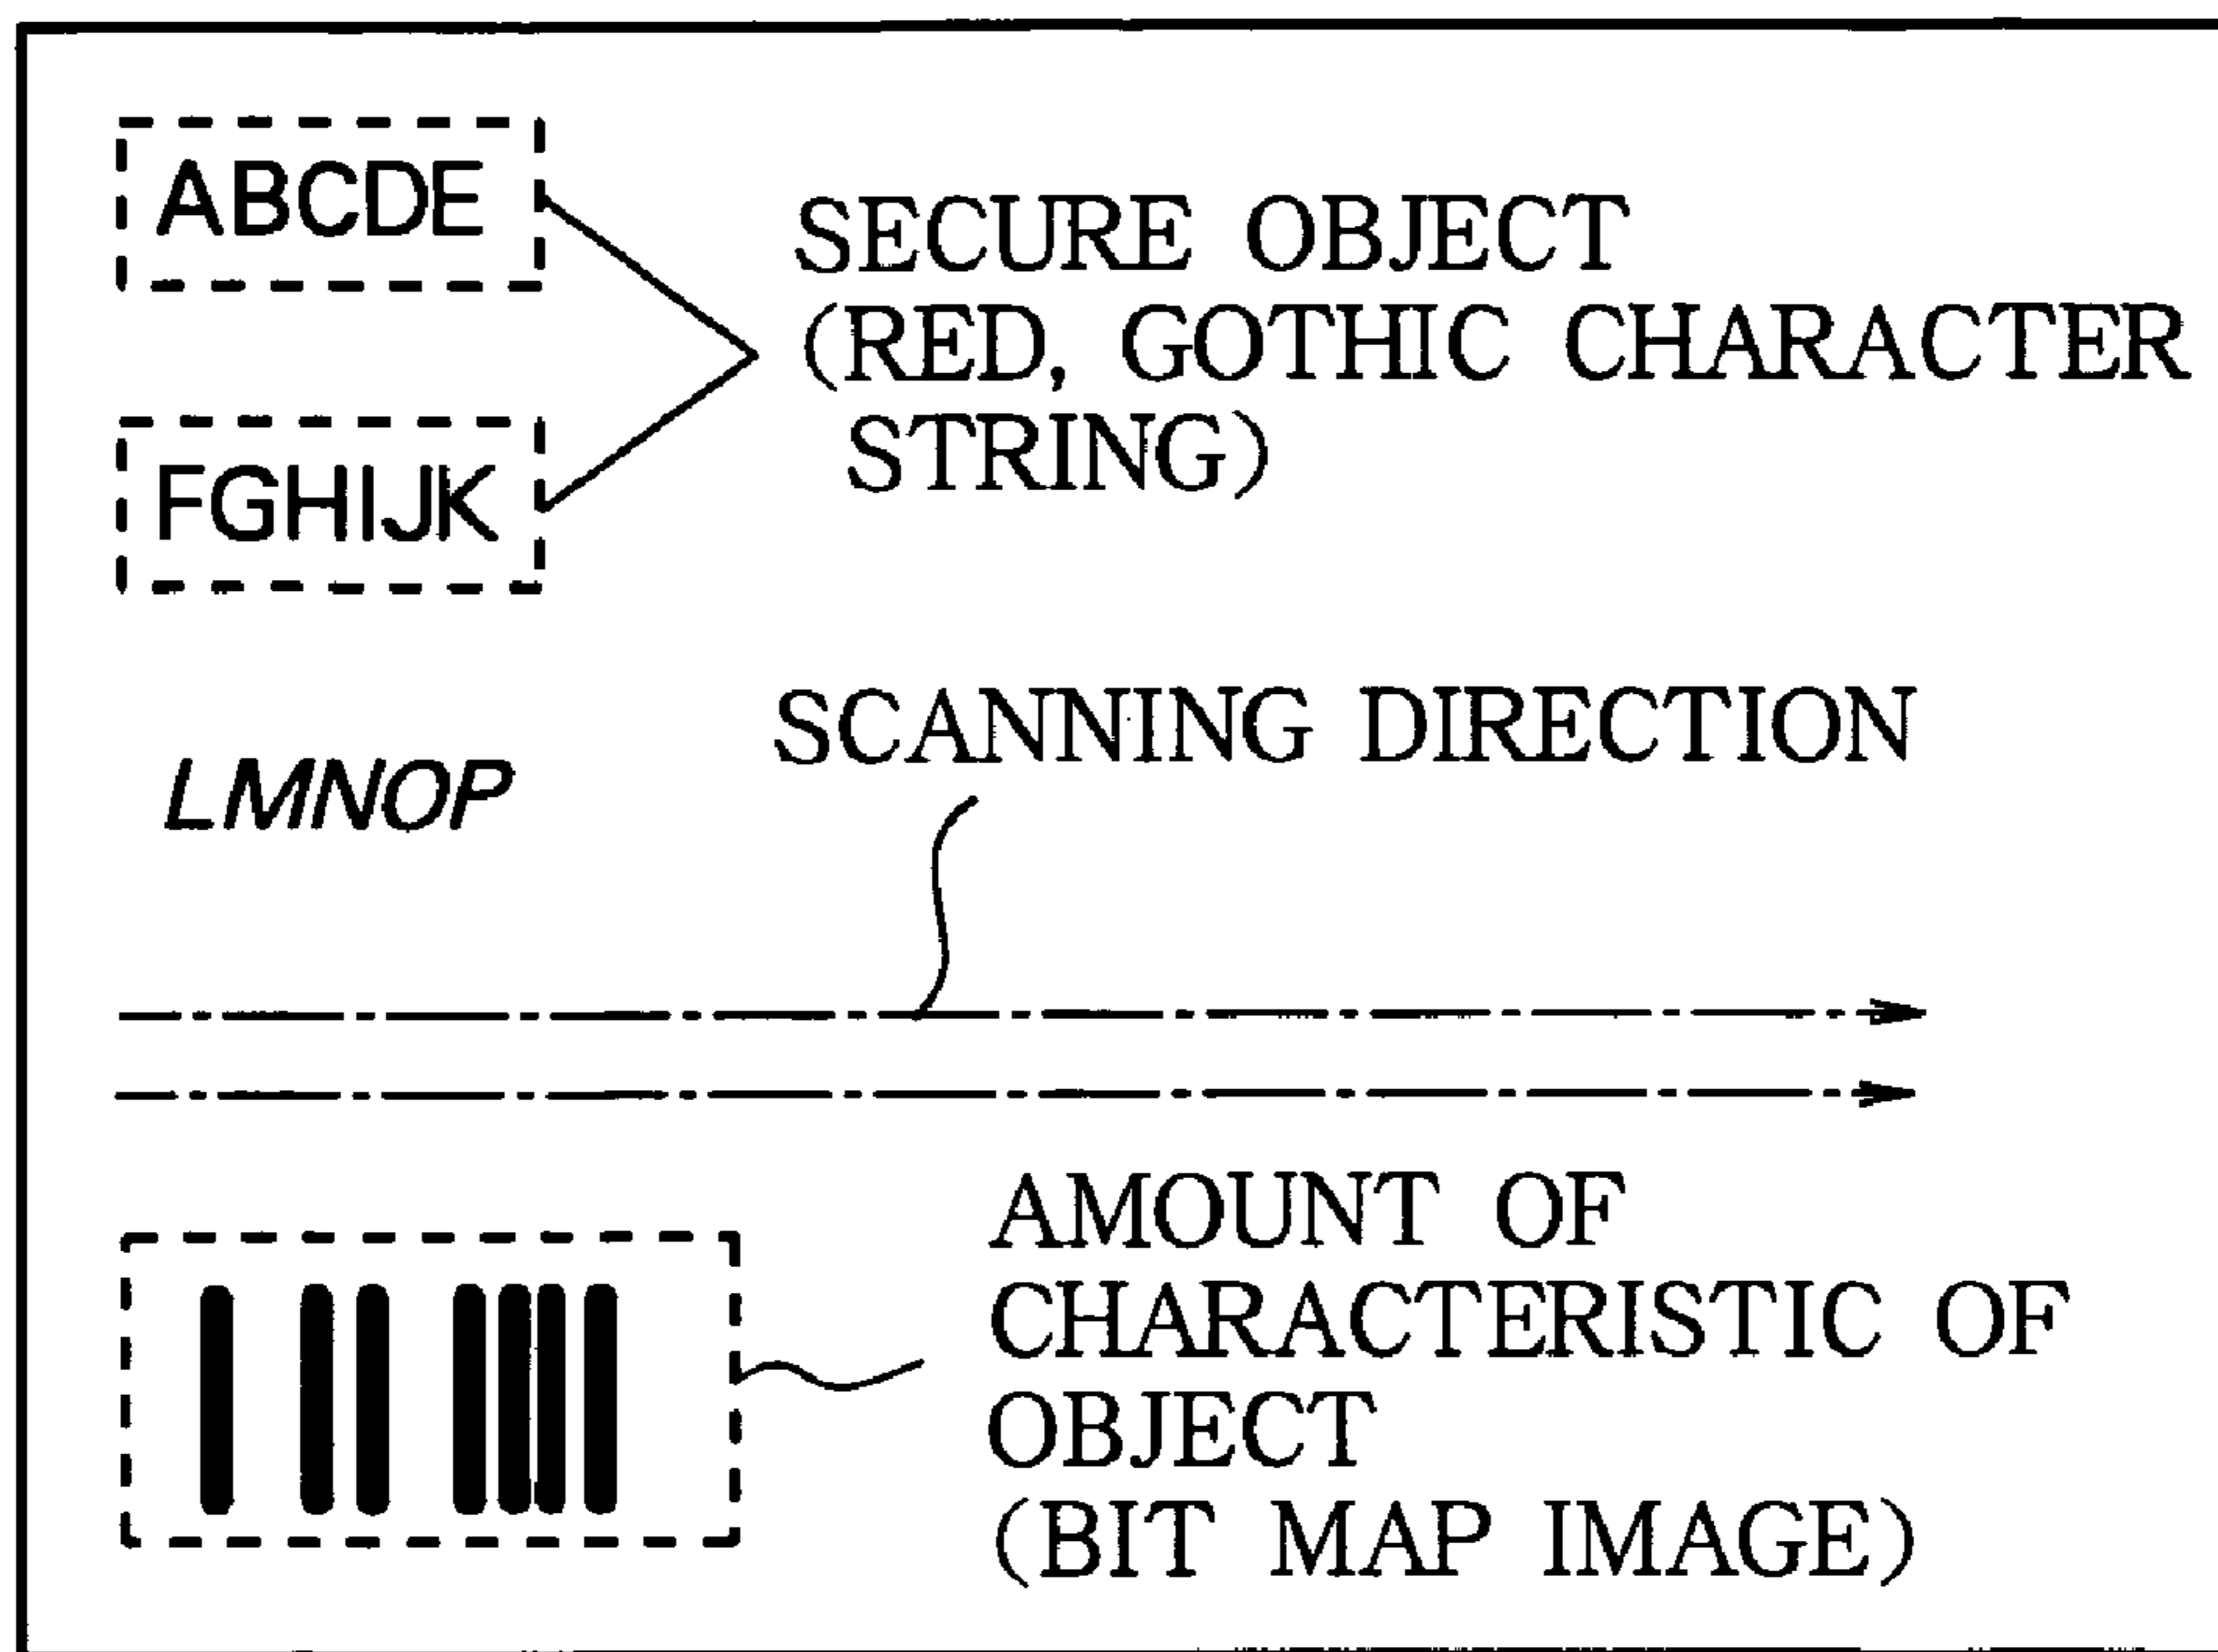 ABCDE
SECURE OBJECT
(RED, GOTHIC CHARACTER
STRING)
FGHIJK
SCANNING DIRECTION
LMNOP
AMOUNT OF
CHARACTERISTIC OF
OBJECT
(BIT MAP IMAGE)